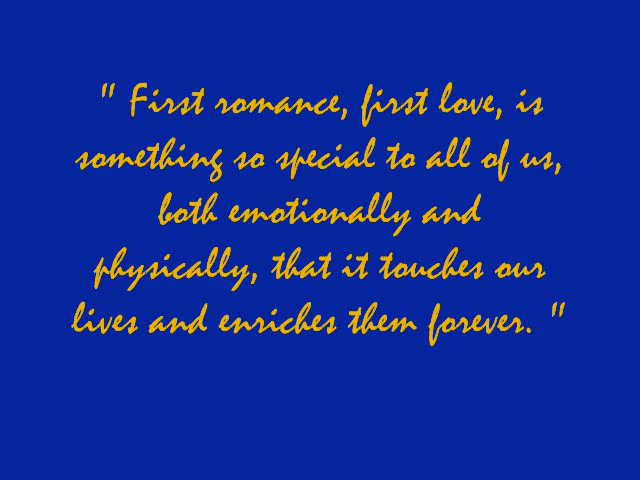 " First romance, first love, is
something so special to all of us,
both emotionally and
physically, that it touches our
lives and enriches them forever. "